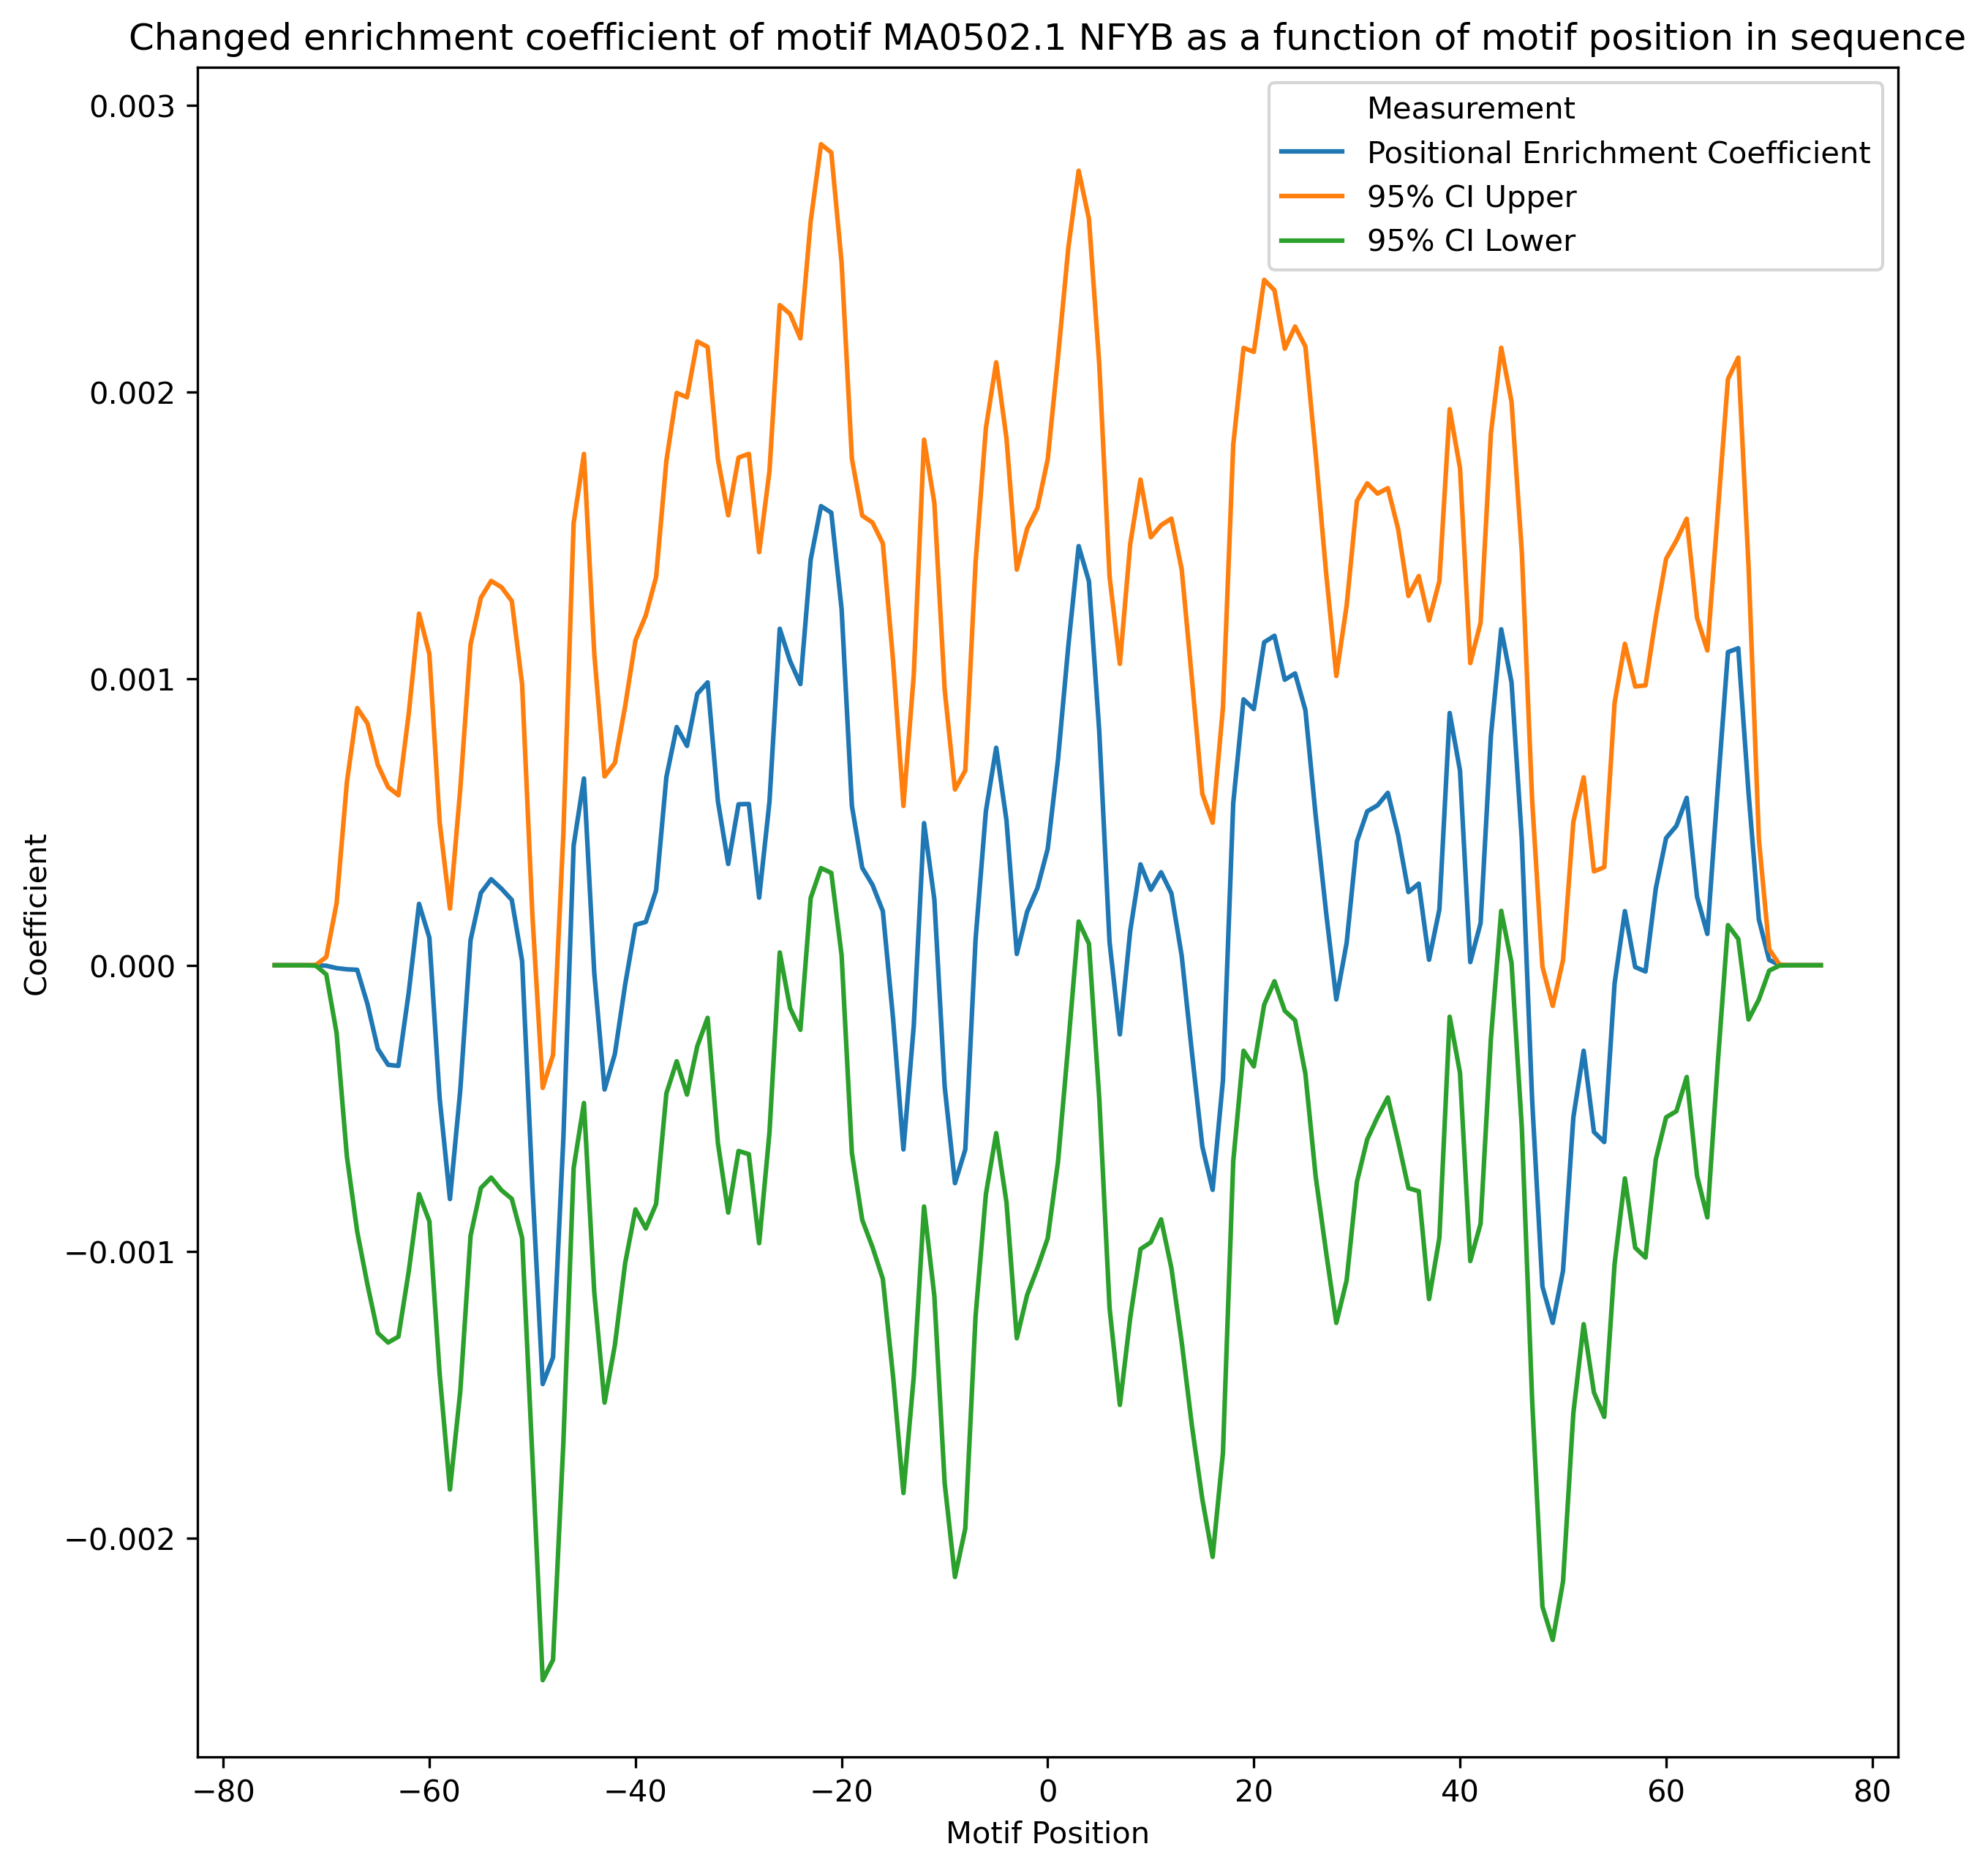 Changed enrichment coefficient of motif MA0502.1 NFYB as a function of motif position in sequence
Measurement
Positional Enrichment Coefficient
95% CI Upper
95% CI Lower
0.003
0.002
0.001
0.000
−0.001
−0.002
Coefficient
−80
−60
−40
−20
0
20
40
60
80
Motif Position